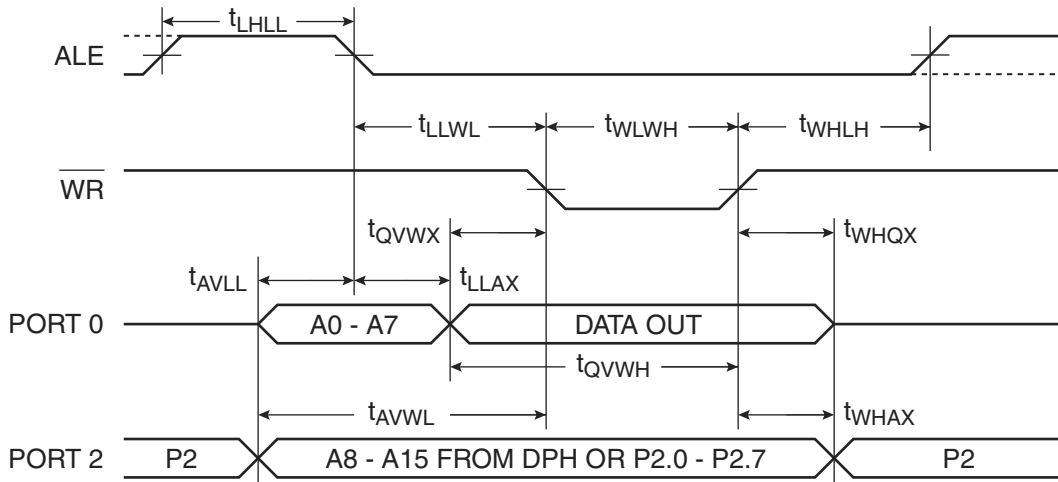 tLHLL
ALE
tLLWL tWLWH tWHLH
WR
tQVWX tWHQX
tAVLL tLLAX
PORT 0 A0 - A7 DATA OUT
tQVWH
tAVWL tWHAX
PORT 2 P2 A8 - A15 FROM DPH OR P2.0 - P2.7 P2